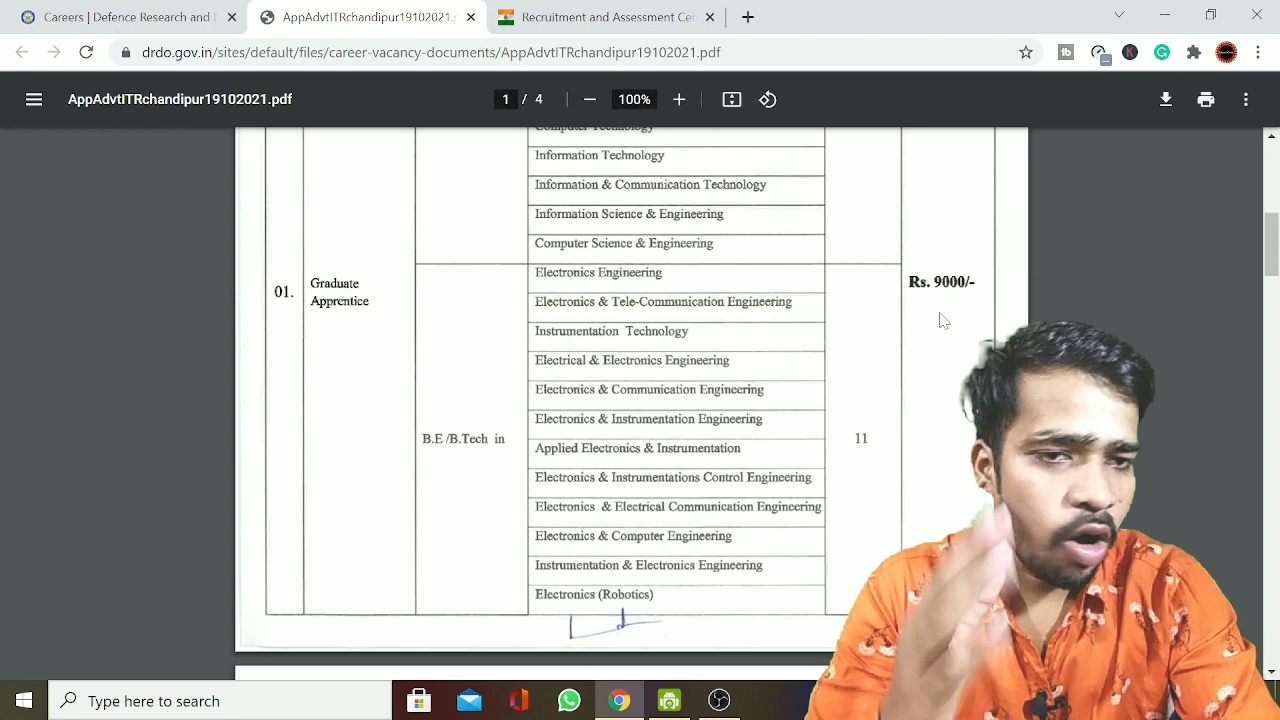 Careers | Defence Research and D
AppAdvtITRchandipur19102021.p
Recruitment and Assessment Cer
drdo.gov.in/sites/default/files/career-vacancy-documents/AppAdvtITRchandipur19102021.pdf
AppAdvtITRchandipur19102021.pdf
1 / 4
100%
Computer Technology
Information Technology
Information & Communication Technology
Information Science & Engineering
Computer Science & Engineering
01.
Graduate
Apprentice
B.E /B.Tech in
Electronics Engineering
Electronics & Tele-Communication Engineering
Instrumentation Technology
Electrical & Electronics Engineering
Electronics & Communication Engineering
Electronics & Instrumentation Engineering
Applied Electronics & Instrumentation
Electronics & Instrumentations Control Engineering
Electronics & Electrical Communication Engineering
Electronics & Computer Engineering
Instrumentation & Electronics Engineering
Electronics (Robotics)
11
Rs. 9000/-
Type here to search